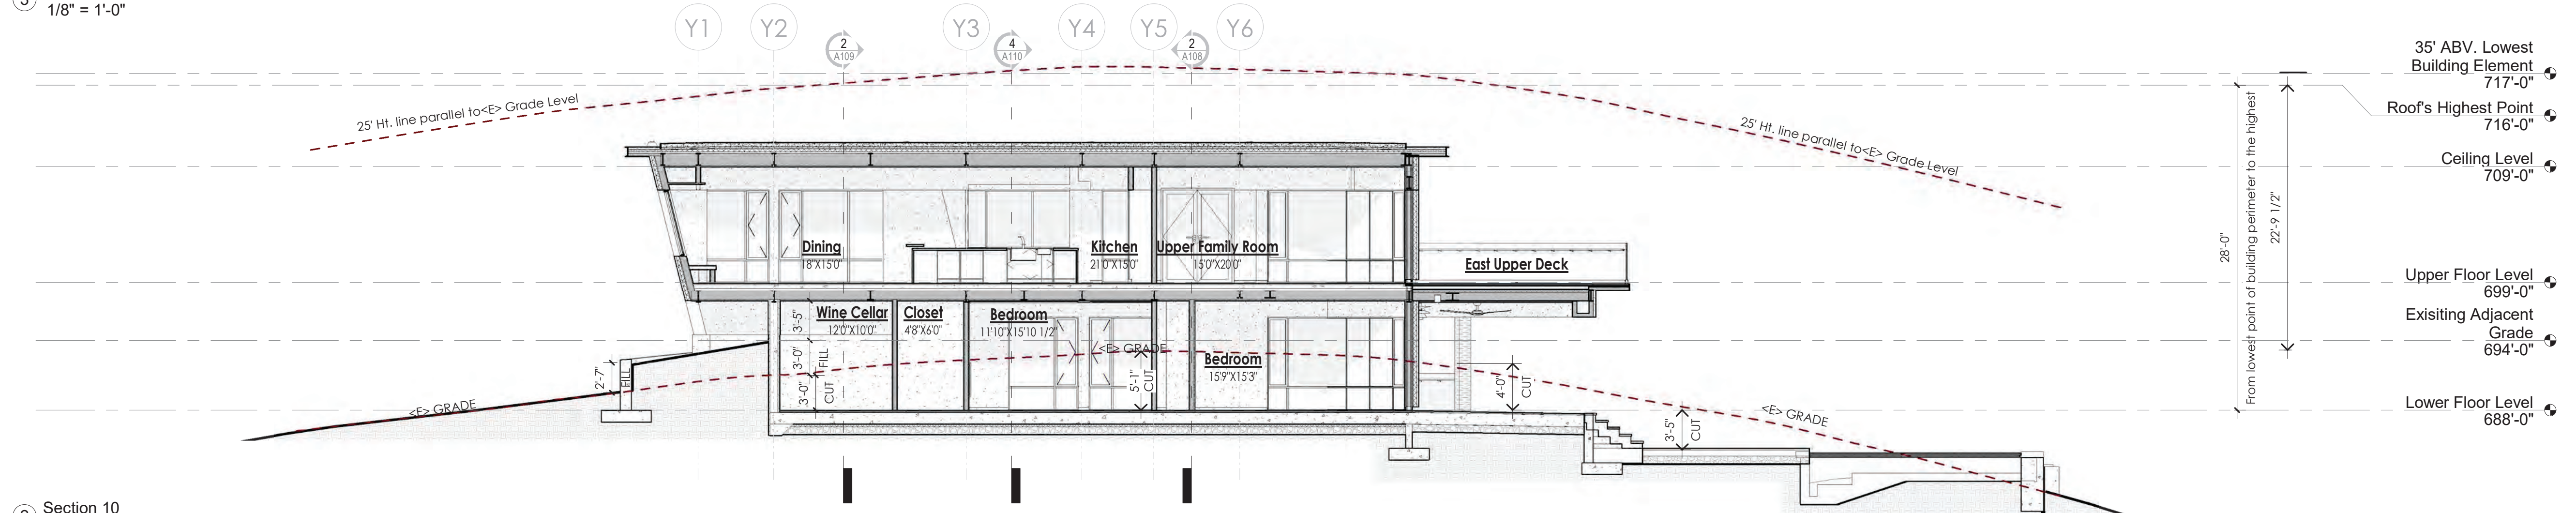 3
1/8" = 1'-0"
Y1
Y2
Y3
Y4
Y5
Y6
2
A109
4
A110
2
A108
25' Ht. line parallel to<E> Grade Level
25' Ht. line parallel to<E> Grade Level
35' ABV. Lowest
Building Element
717'-0"
Roof's Highest Point
716'-0"
Ceiling Level
709'-0"
Upper Floor Level
699'-0"
Exisiting Adjacent
Grade
694'-0"
Lower Floor Level
688'-0"
28'-0"
From lowest point of building perimeter to the highest
22'-9 1/2"
Dining
18"X15'0"
Kitchen
21'0"X15'0"
Upper Family Room
15'0"X20'0"
East Upper Deck
Wine Cellar
12'0"X10'0"
Closet
4'8"X6'0"
Bedroom
11'10"X15'10 1/2"
Bedroom
15'9"X15'3"
3'-5"
3'-0"
FILL
3'-0"
CUT
2'-7"
FILL
<E> GRADE
<E> GRADE
5'-1"
CUT
4'-0"
CUT
3'-5"
CUT
<E> GRADE
Section 10